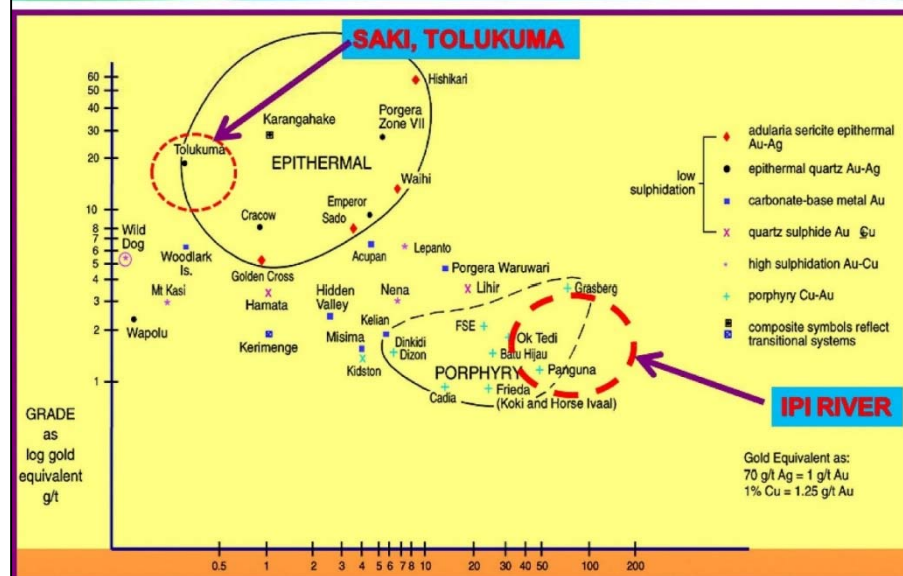 SAKI, TOLUKUMA
60
50
40
30
20
10
8
7
6
5
4
3
2
1
Hishikari
Karangahake
Porgera
Zone VII
Tolukuma
EPITHERMAL
Waihi
Emperor
Sado
Cracow
Wild
Dog
Woodlark
Is.
Golden Cross
Acupan
Lepanto
Porgera Waruwari
Mt Kasi
Hamata
Hidden
Valley
Nena
Lihir
Grasberg
Wapolu
Kerimenge
Misima
Kelian
Dinkidi
Dizon
FSE
Ok Tedi
Batu Hijau
Kidston
PORPHYRY
Panguna
Cadia
Frieda
(Koki and Horse Ivaal)
low
sulphidation
adularia sericite epithermal
Au-Ag
epithermal quartz Au-Ag
carbonate-base metal Au
quartz sulphide Au ± Cu
high sulphidation Au-Cu
porphyry Cu-Au
composite symbols reflect
transitional systems
IPI RIVER
GRADE
as
log gold
equivalent
g/t
Gold Equivalent as:
70 g/t Ag = 1 g/t Au
1% Cu = 1.25 g/t Au
0.5 1 2 3 4 5 6 7 8 10 20 30 40 50 100 200